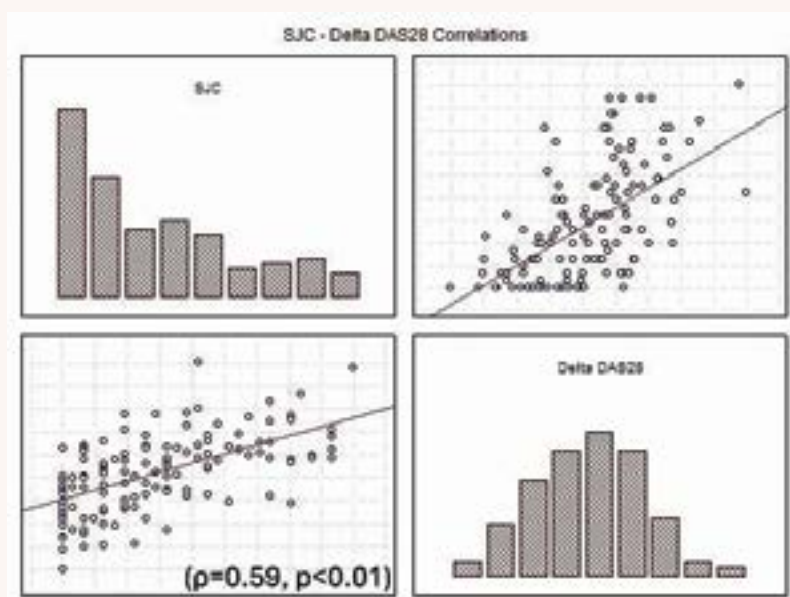 SJC - Delta DAS28 Correlations
SJC
Delta DAS28
(ρ=0.59, p<0.01)